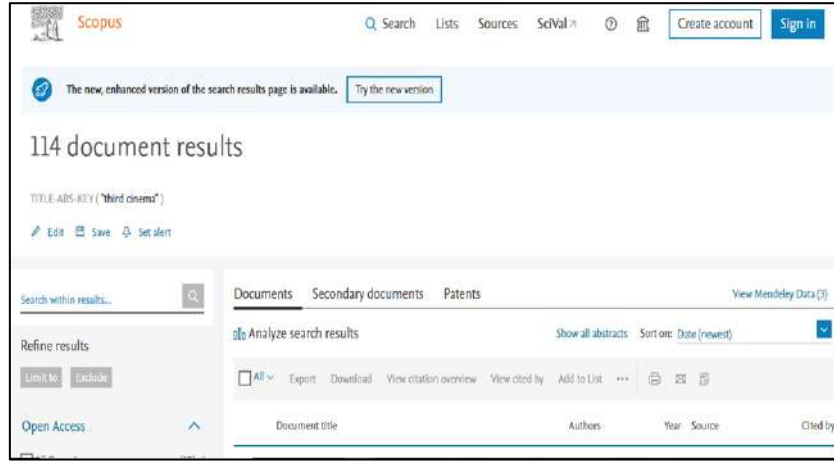 Scopus
Search Lists Sources SciVal Create account Sign in
The new, enhanced version of the search results page is available. Try the new version
114 document results
TITLE-ABS-KEY ( "third cinema" )
Edit Save Set alert
Search within results...
Documents Secondary documents Patents View Mendeley Data (3)
Analyze search results Show all abstracts Sort on: Date (newest)
Refine results
Limit to Exclude
All Export Download View citation overview View cited by Add to List ...
Open Access
Document title Authors Year Source Cited by